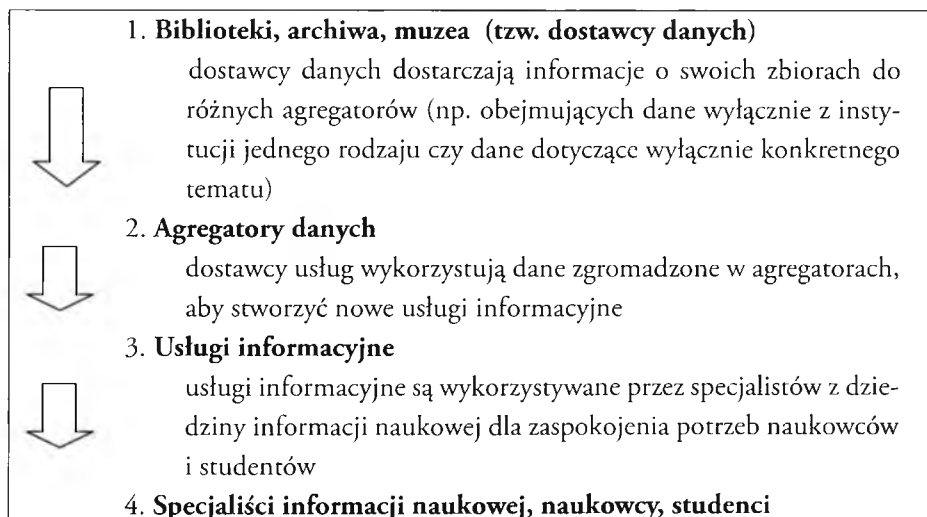 1. Biblioteki, archiwa, muzea (tzw. dostawcy danych)
dostawcy danych dostarczają informacje o swoich zbiorach do
różnych agregatorów (np. obejmujących dane wyłącznie z insty-
tucji jednego rodzaju czy dane dotyczące wyłącznie konkretnego
tematu)
2. Agregatory danych
dostawcy usług wykorzystują dane zgromadzone w agregatorach,
aby stworzyć nowe usługi informacyjne
3. Usługi informacyjne
usługi informacyjne są wykorzystywane przez specjalistów z dzie-
dziny informacji naukowej dla zaspokojenia potrzeb naukowców
i studentów
4. Specjaliści informacji naukowej, naukowcy, studenci